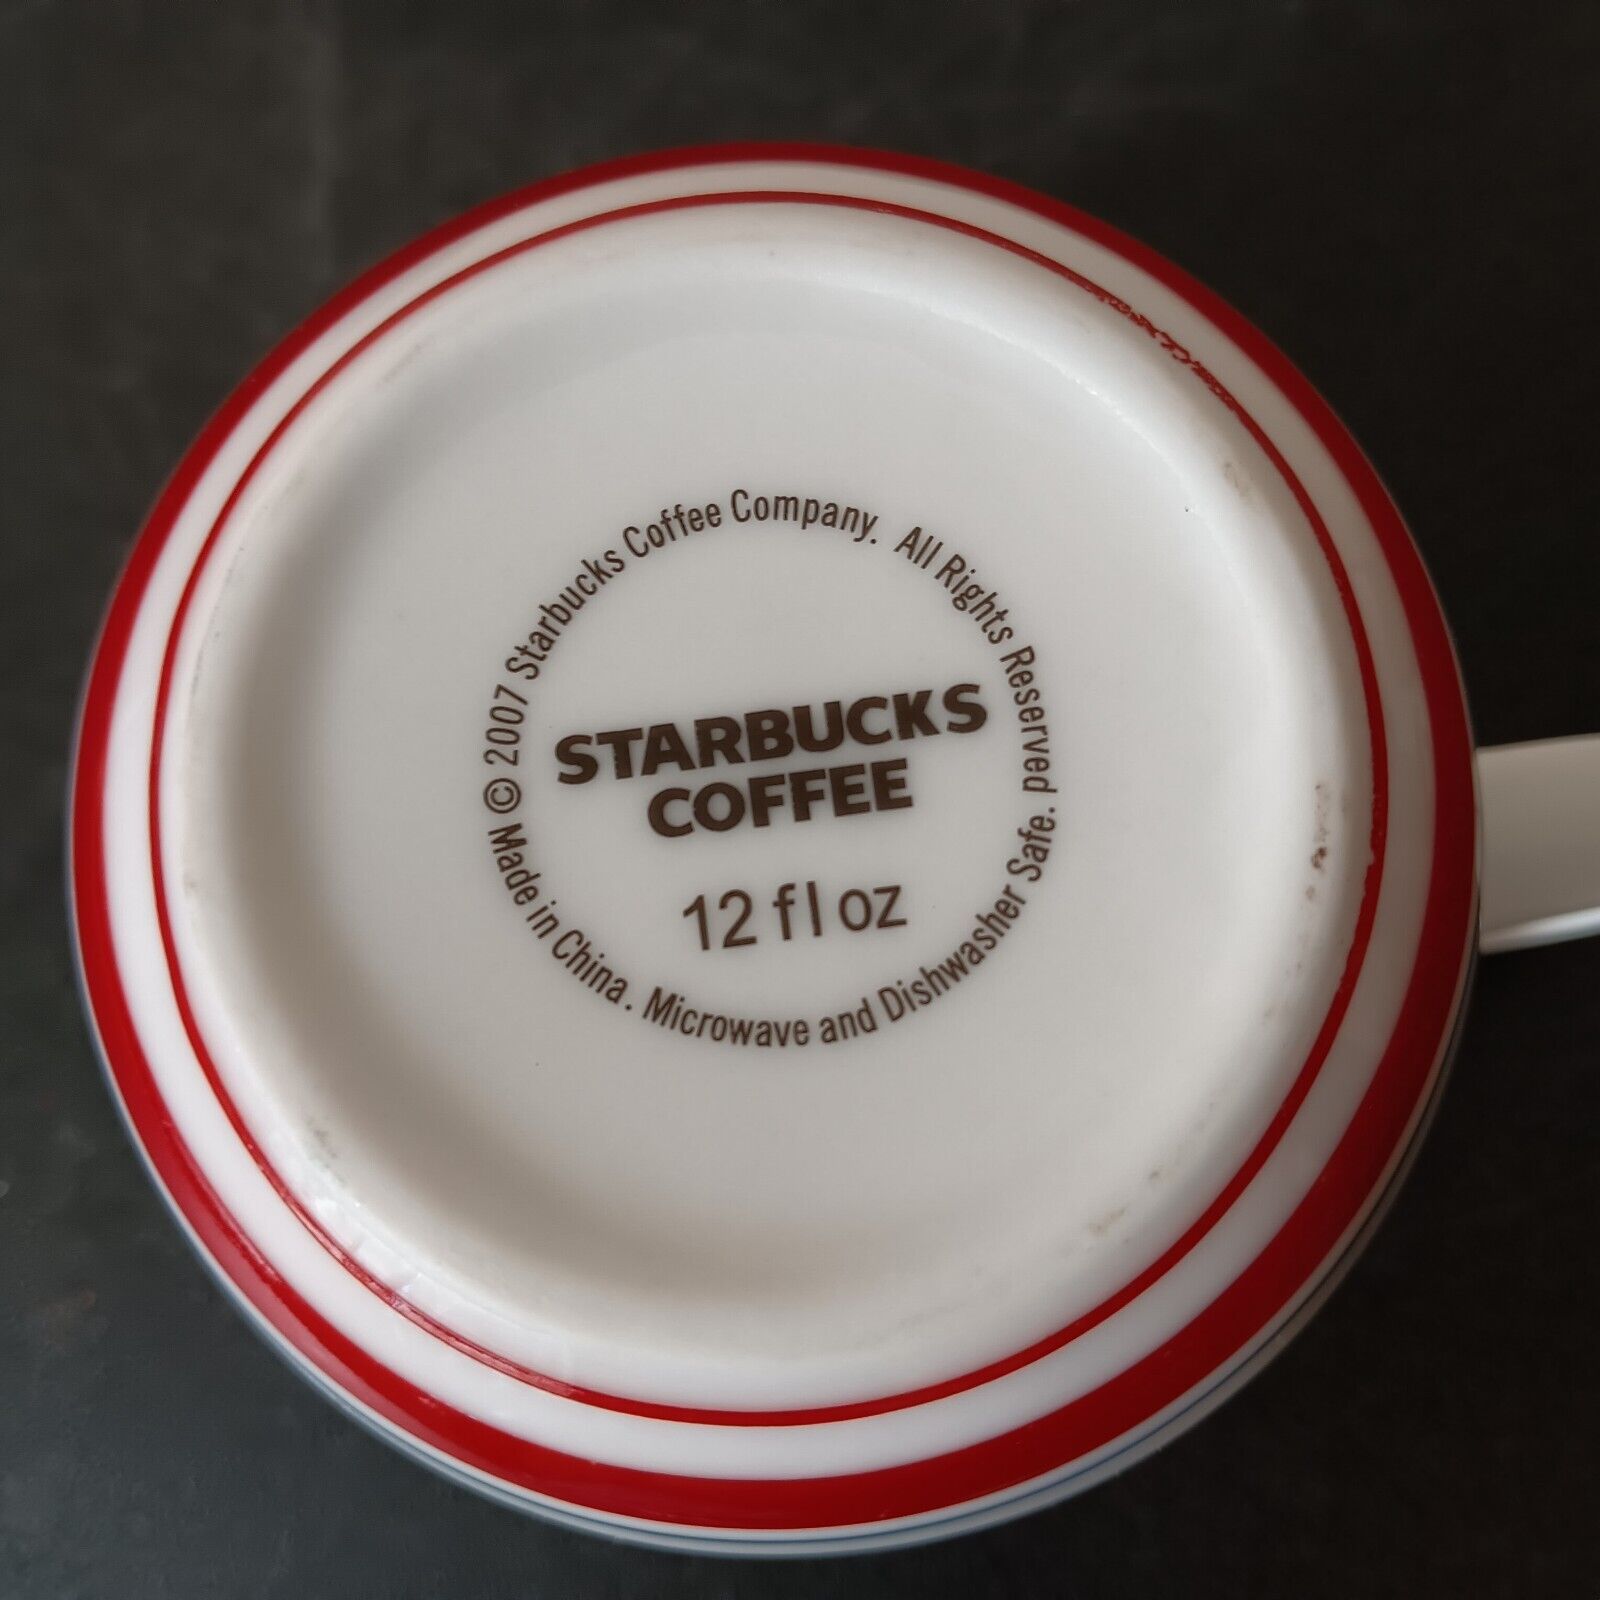 © 2007 Starbucks Coffee Company. All Rights Reserved
Made in China. Microwave and Dishwasher Safe.
STARBUCKS
COFFEE
12 fl oz